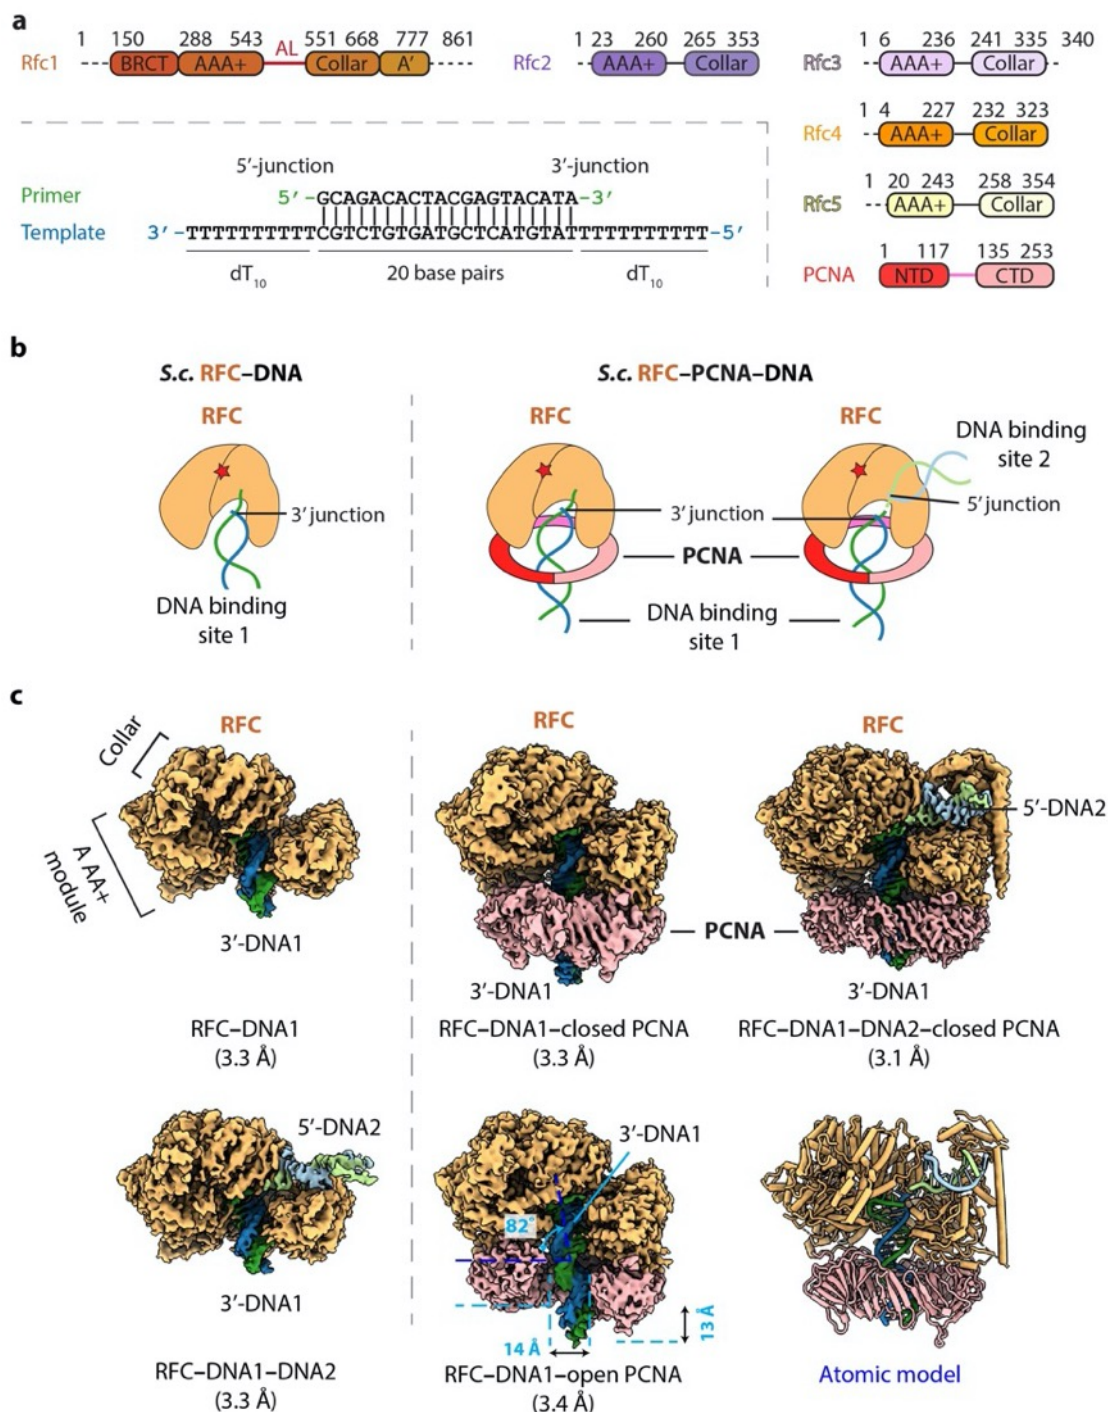 a
1 150 288 543 AL 551 668 777 861
Rfc1 BRCT AAA+ Collar A'
1 23 260 265 353
Rfc2 AAA+ Collar
1 6 236 241 335 340
Rfc3 AAA+ Collar
1 4 227 232 323
Rfc4 AAA+ Collar
1 20 243 258 354
Rfc5 AAA+ Collar
1 117 135 253
PCNA NTD CTD
5′-junction 3′-junction
Primer 5′ -GCAGACACTACGAGTACATA-3′
Template 3′ -TTTTTTTTTTCGTCTGTGATGCTCATGTATTTTTTTTTTT-5′
dT10 20 base pairs dT10
b
S.c. RFC–DNA
S.c. RFC–PCNA–DNA
RFC
3′ junction
DNA binding
site 1
RFC
RFC
DNA binding
site 2
5′ junction
3′ junction
PCNA
DNA binding
site 1
c
Collar
A AA+
module
RFC
3′-DNA1
RFC–DNA1
(3.3 Å)
RFC
PCNA
3′-DNA1
RFC–DNA1–closed PCNA
(3.3 Å)
RFC
5′-DNA2
3′-DNA1
RFC–DNA1–DNA2–closed PCNA
(3.1 Å)
5′-DNA2
3′-DNA1
RFC–DNA1–DNA2
(3.3 Å)
3′-DNA1
82°
13 Å
14 Å
RFC–DNA1–open PCNA
(3.4 Å)
Atomic model